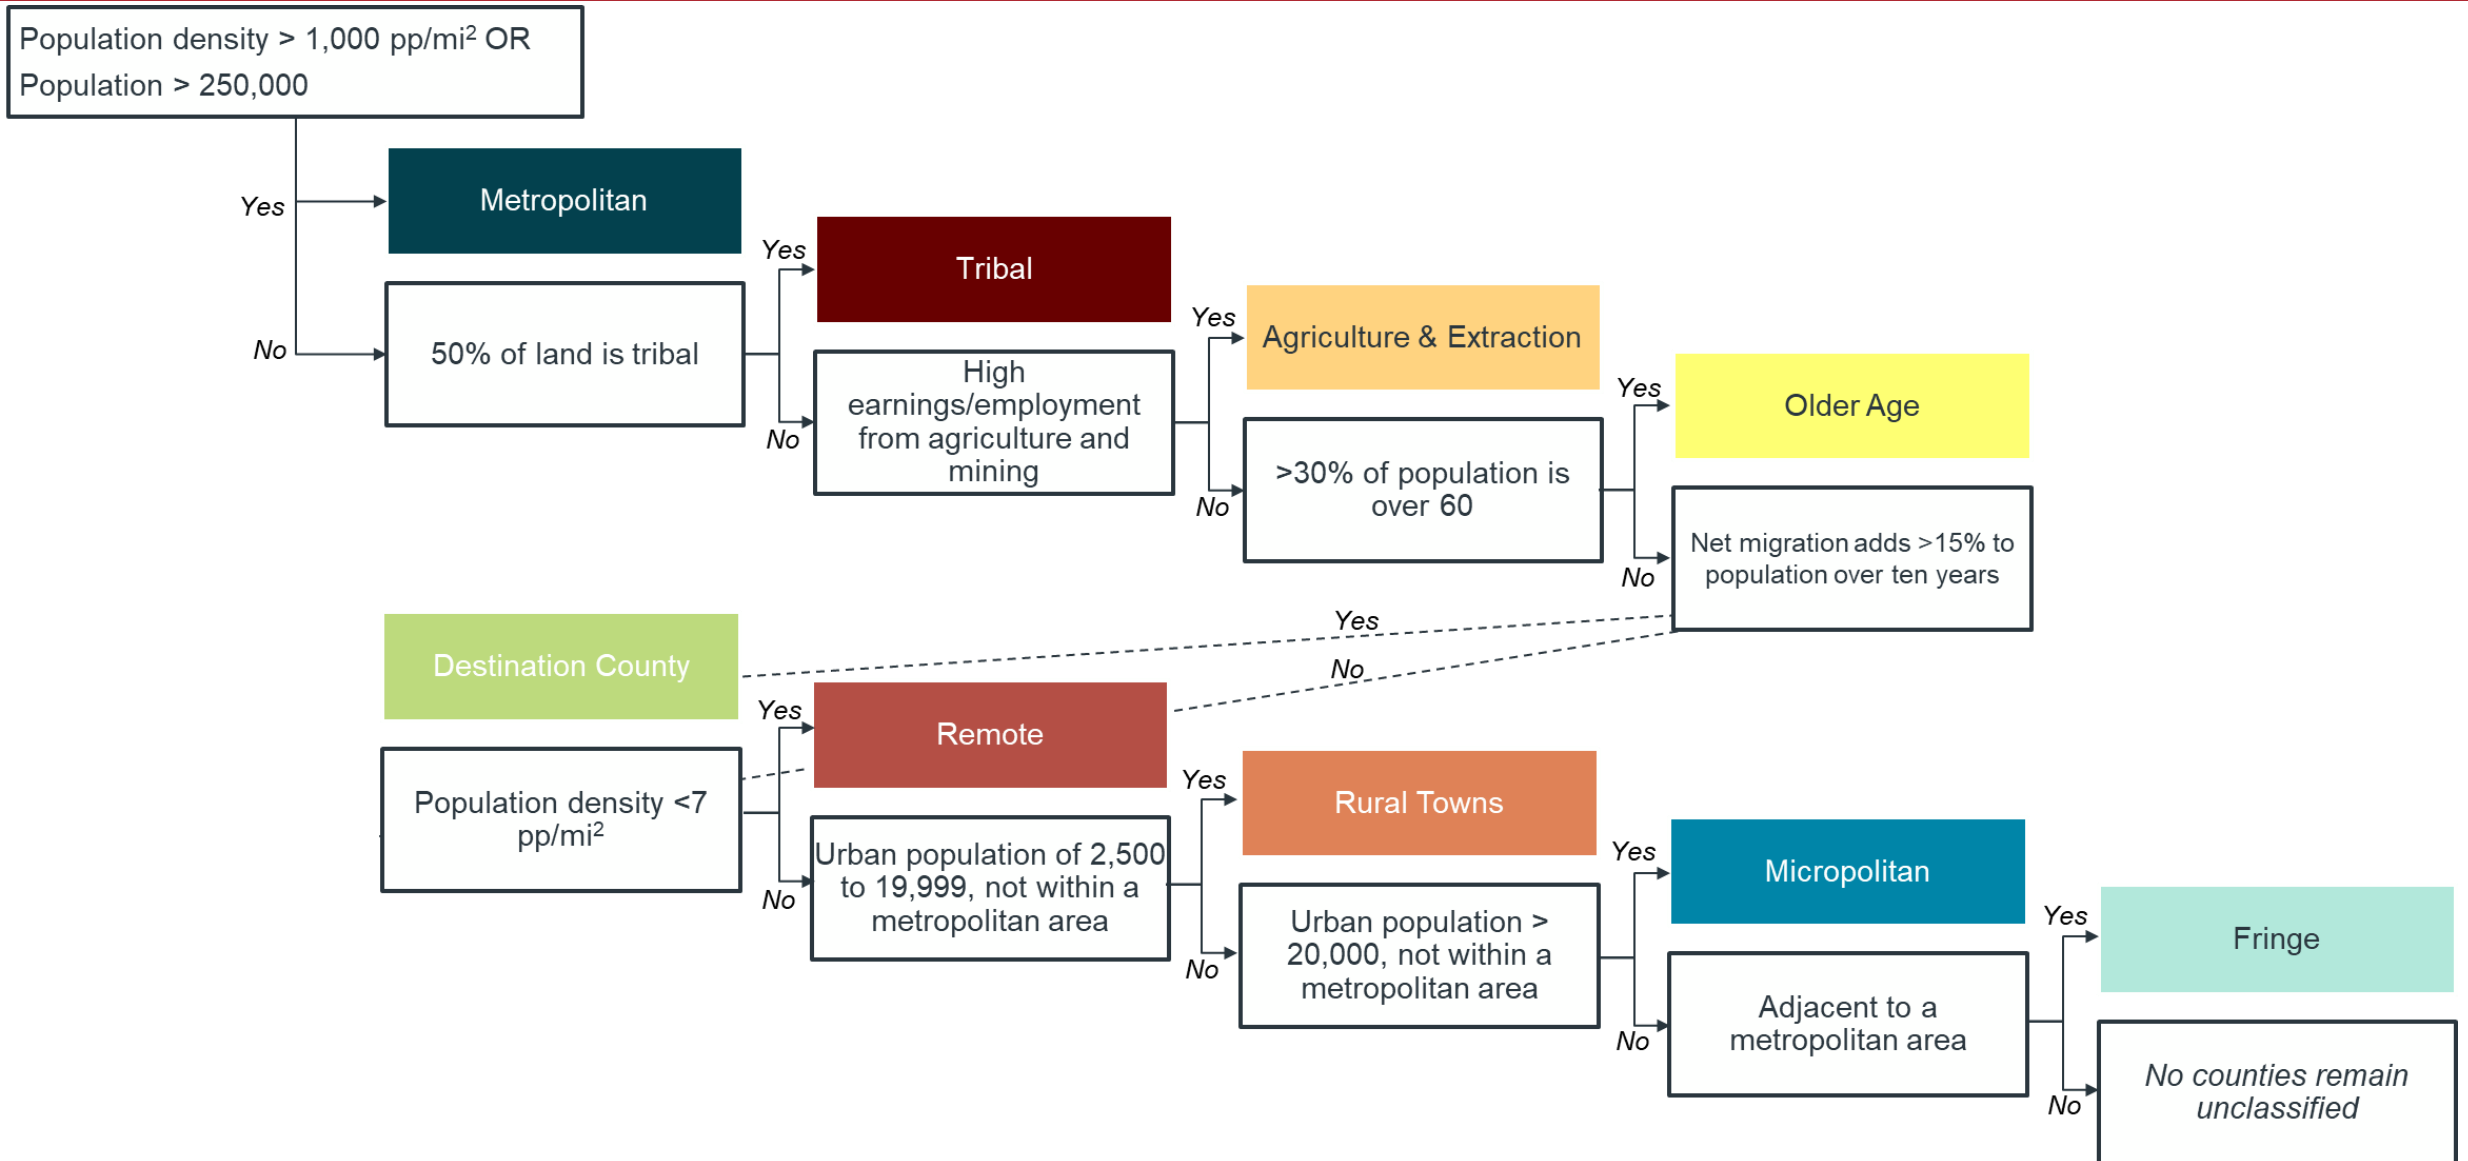 Population density > 1,000 pp/mi² OR
Population > 250,000
Yes
Metropolitan
No
50% of land is tribal
Yes
Tribal
No
High
earnings/employment
from agriculture and
mining
Yes
Agriculture & Extraction
No
>30% of population is
over 60
Yes
Older Age
No
Net migration adds >15% to
population over ten years
Yes
Destination County
No
Population density <7
pp/mi²
Yes
Remote
No
Urban population of 2,500
to 19,999, not within a
metropolitan area
Yes
Rural Towns
No
Urban population >
20,000, not within a
metropolitan area
Yes
Micropolitan
No
Adjacent to a
metropolitan area
Yes
Fringe
No
No counties remain
unclassified